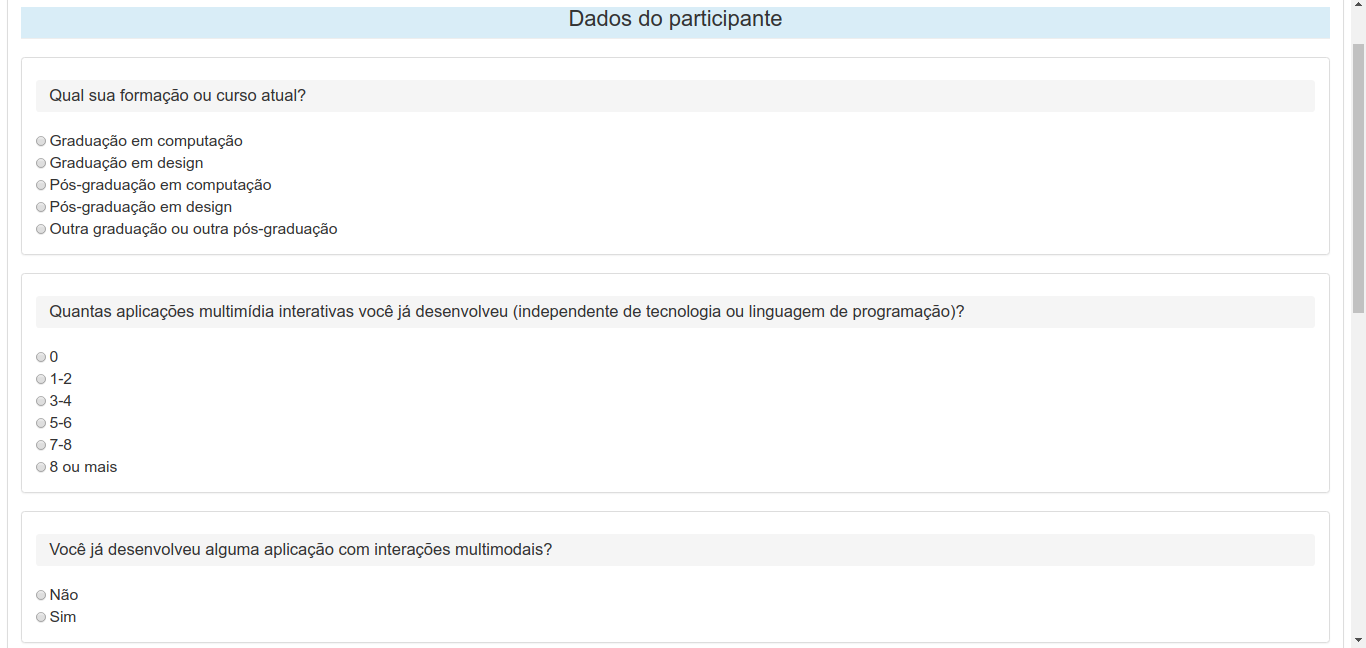 Dados do participante
Qual sua formação ou curso atual?
Graduação em computação
Graduação em design
Pós-graduação em computação
Pós-graduação em design
Outra graduação ou outra pós-graduação
Quantas aplicações multimídia interativas você já desenvolveu (independente de tecnologia ou linguagem de programação)?
0
1-2
3-4
5-6
7-8
8 ou mais
Você já desenvolveu alguma aplicação com interações multimodais?
Não
Sim